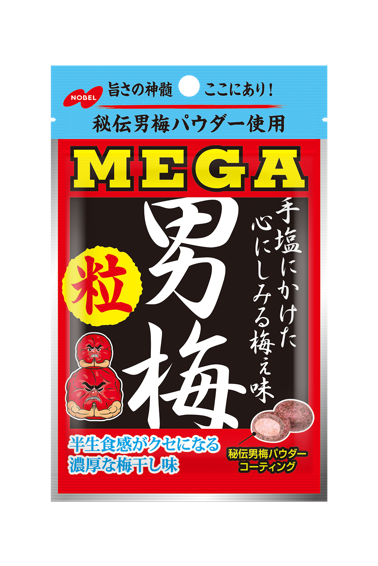 NOBEL
旨さの神髄 ここにあり!
秘伝男梅パウダー使用
MEGA
男梅
粒
手塩にかけた
心にしみる梅ぇ味
半生食感がクセになる
濃厚な梅干し味
秘伝男梅パウダー
コーティング